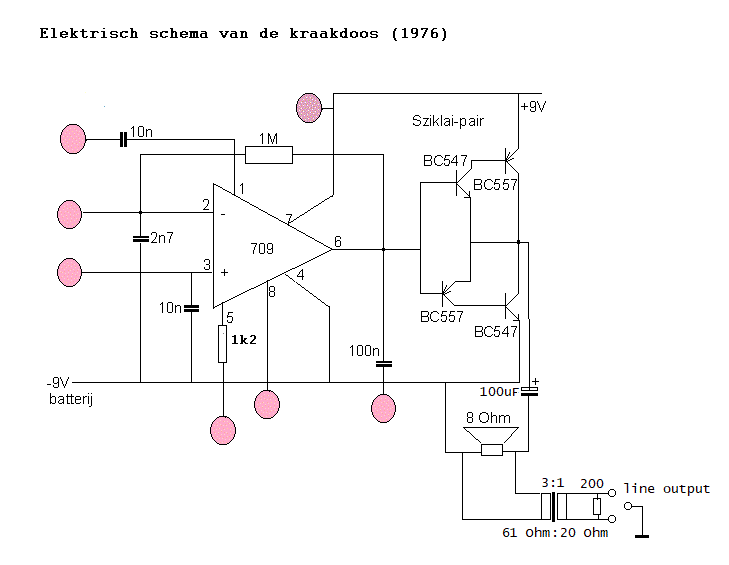 Elektrisch schema van de kraakdoos (1976)
+9V
Sziklai-pair
10n
1M
BC547
BC557
1
2
-
7
2n7
709
6
3
+
4
8
10n
5
BC557
BC547
1k2
100n
-9V
batterij
+
100uF
8 Ohm
3:1
200
line output
61 Ohm:20 Ohm